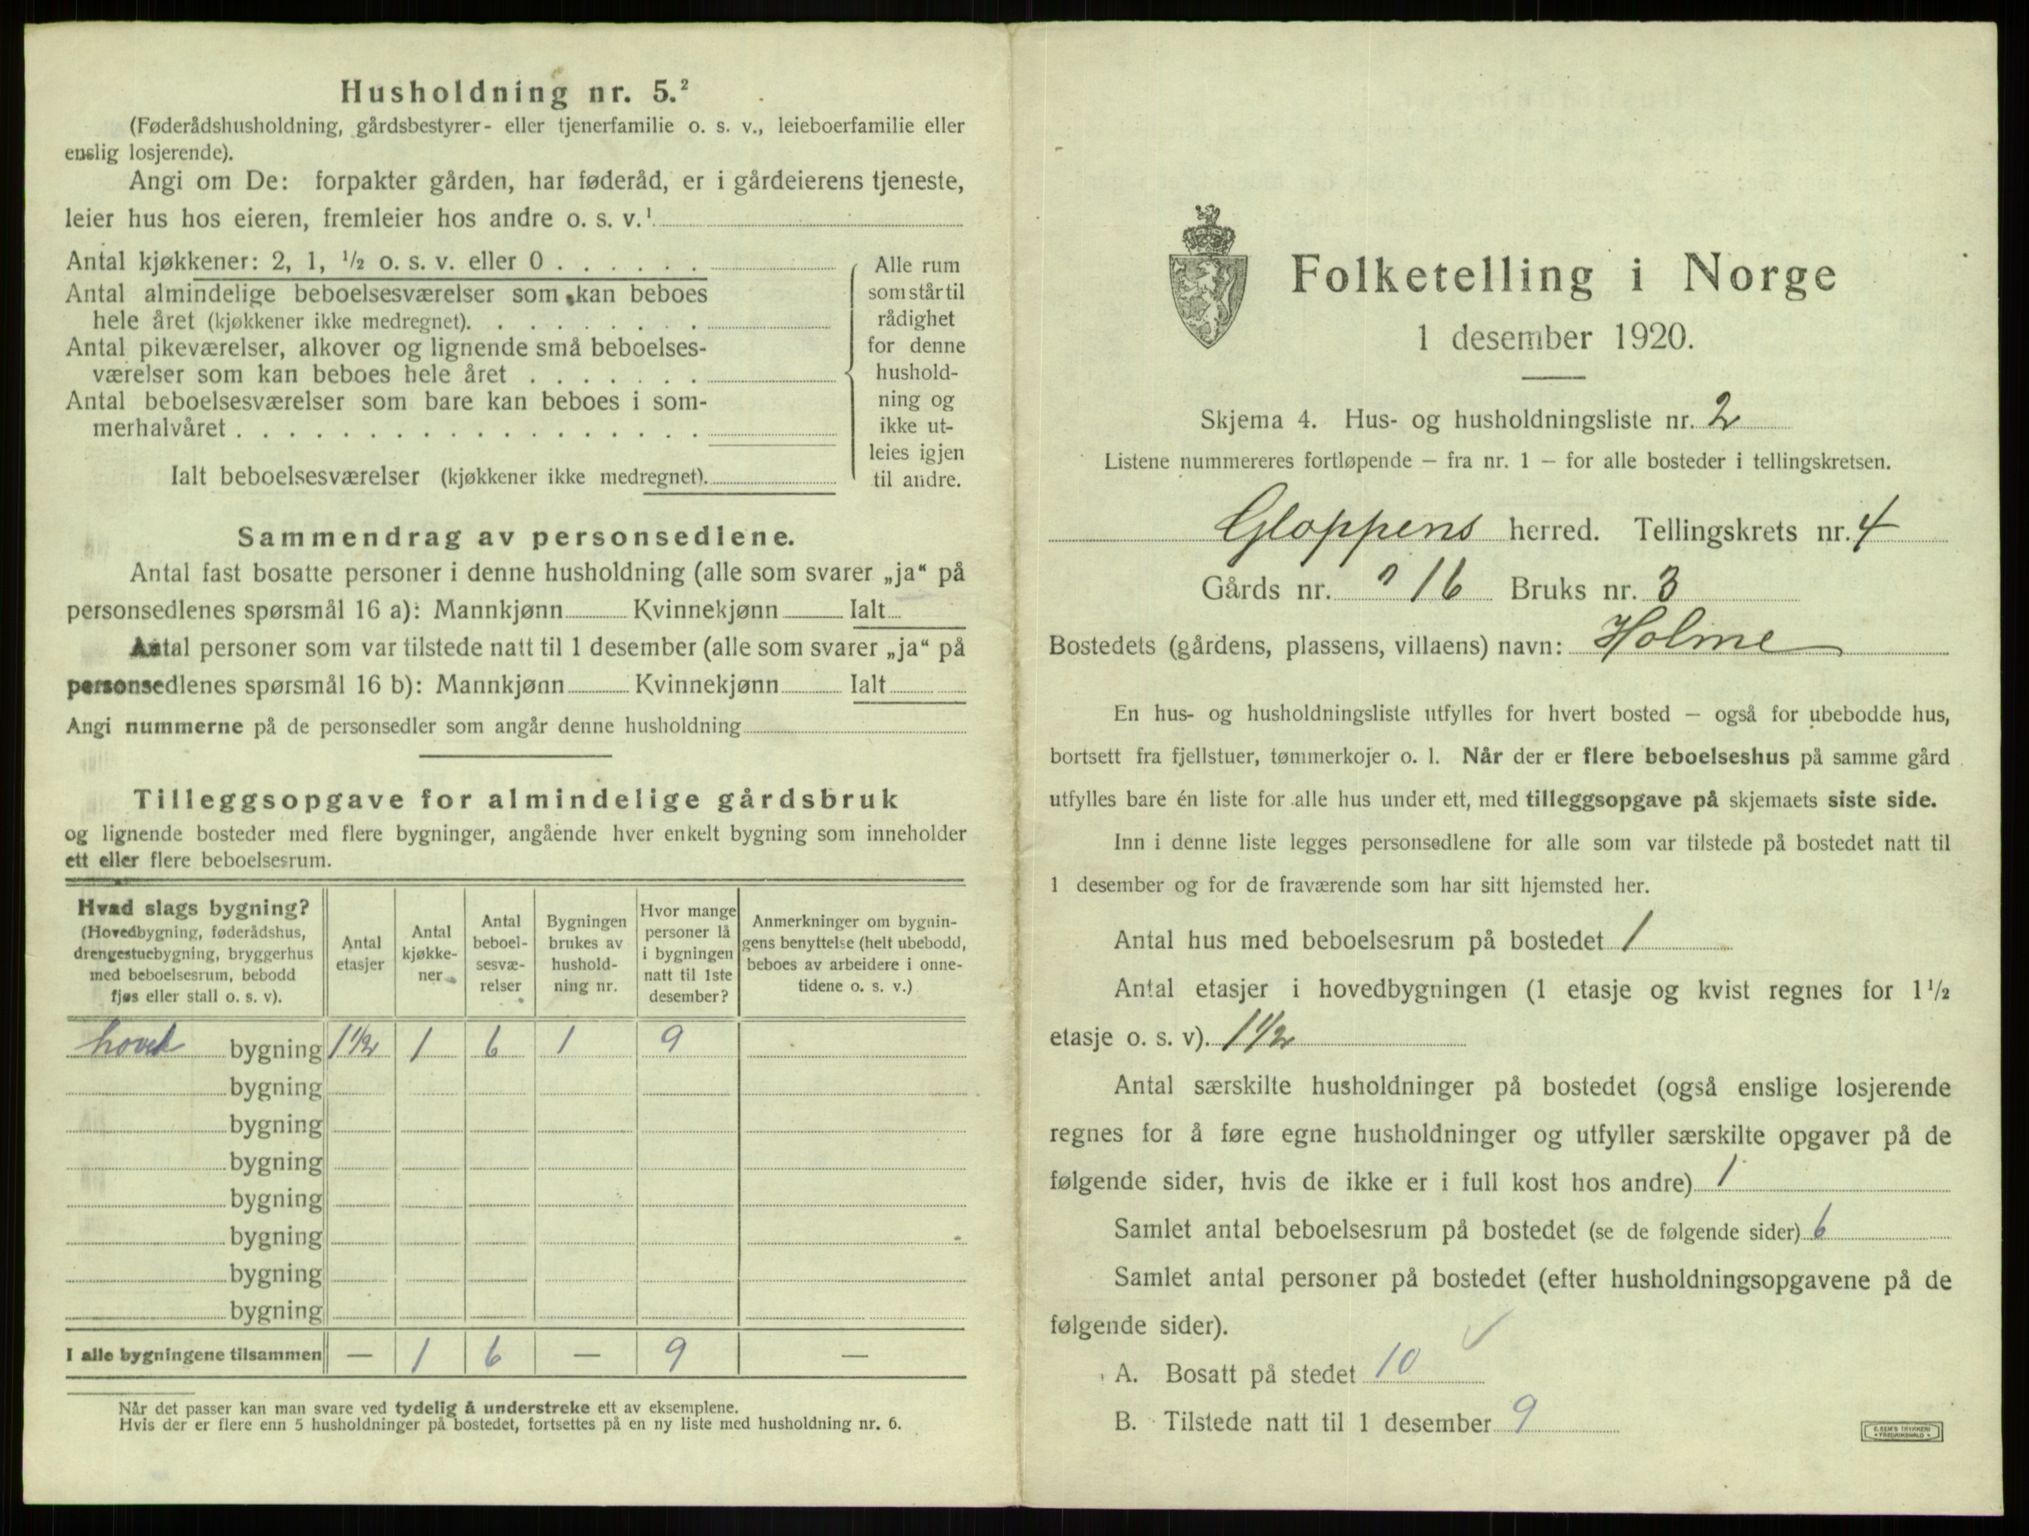 Husholdning nr. 5.²
(Føderådshusholdning, gårdsbestyrer- eller tjenerfamilie o. s. v., leieboerfamilie eller
enslig losjerende).
Angi om De: forpakter gården, har føderåd, er i gårdeierens tjeneste,
leier hus hos eieren, fremleier hos andre o. s. v.¹
Antal kjøkkener: 2, 1, ½ o. s. v. eller 0
Antal almindelige beboelsesværelser som kan beboes
hele året (kjøkkener ikke medregnet).
Antal pikeværelser, alkover og lignende små beboelses-
værelser som kan beboes hele året
Antal beboelsesværelser som bare kan beboes i som-
merhalvåret
Ialt beboelsesværelser (kjøkkener ikke medregnet).
Alle rum
som står til
rådighet
for denne
hushold-
ning og
ikke ut-
leies igjen
til andre.
Sammendrag av personsedlene.
Antal fast bosatte personer i denne husholdning (alle som svarer „ja“ på
personsedlenes spørsmål 16 a): Mannkjønn Kvinnekjønn Ialt
Antal personer som var tilstede natt til 1 desember (alle som svarer „ja“ på
personsedlenes spørsmål 16 b): Mannkjønn Kvinnekjønn Ialt
Angi nummerne på de personsedler som angår denne husholdning
Tilleggsopgave for almindelige gårdsbruk
og lignende bosteder med flere bygninger, angående hver enkelt bygning som inneholder
ett eller flere beboelsesrum.
Hvad slags bygning?
(Hovedbygning, føderådshus,
drengestuebygning, bryggerhus
med beboelsesrum, bebodd
fjøs eller stall o. s. v).
Antal
etasjer
Antal
kjøkke-
ner
Antal
beboel-
sesvæ-
relser
Bygningen
brukes av
hushold-
ning nr.
Hvor mange
personer lå
i bygningen
natt til 1ste
desember?
Anmerkninger om bygnin-
gens benyttelse (helt ubebodd,
beboes av arbeidere i onne-
tidene o. s. v.)
hoved bygning 1½ 1 6 1 9
bygning
bygning
bygning
bygning
bygning
bygning
bygning
I alle bygningene tilsammen — 1 6 — 9 —
Når det passer kan man svare ved tydelig å understreke ett av eksemplene.
Hvis der er flere enn 5 husholdninger på bostedet, fortsettes på en ny liste med husholdning nr. 6.
Folketelling i Norge
1 desember 1920.
Skjema 4. Hus- og husholdningsliste nr. 2
Listene nummereres fortløpende – fra nr. 1 – for alle bosteder i tellingskretsen.
Gloppens herred. Tellingskrets nr. 4
Gårds nr. 16 Bruks nr. 3
Bostedets (gårdens, plassens, villaens) navn: Holme
En hus- og husholdningsliste utfylles for hvert bosted – også for ubebodde hus,
bortsett fra fjellstuer, tømmerkojer o. l. Når der er flere beboelseshus på samme gård
utfylles bare én liste for alle hus under ett, med tilleggsopgave på skjemaets siste side.
Inn i denne liste legges personsedlene for alle som var tilstede på bostedet natt til
1 desember og for de fraværende som har sitt hjemsted her.
Antal hus med beboelsesrum på bostedet 1
Antal etasjer i hovedbygningen (1 etasje og kvist regnes for 1½
etasje o. s. v). 1½
Antal særskilte husholdninger på bostedet (også enslige losjerende
regnes for å føre egne husholdninger og utfyller særskilte opgaver på de
følgende sider, hvis de ikke er i full kost hos andre) 1
Samlet antal beboelsesrum på bostedet (se de følgende sider) 6
Samlet antal personer på bostedet (efter husholdningsopgavene på de
følgende sider).
A. Bosatt på stedet 10
B. Tilstede natt til 1 desember 9